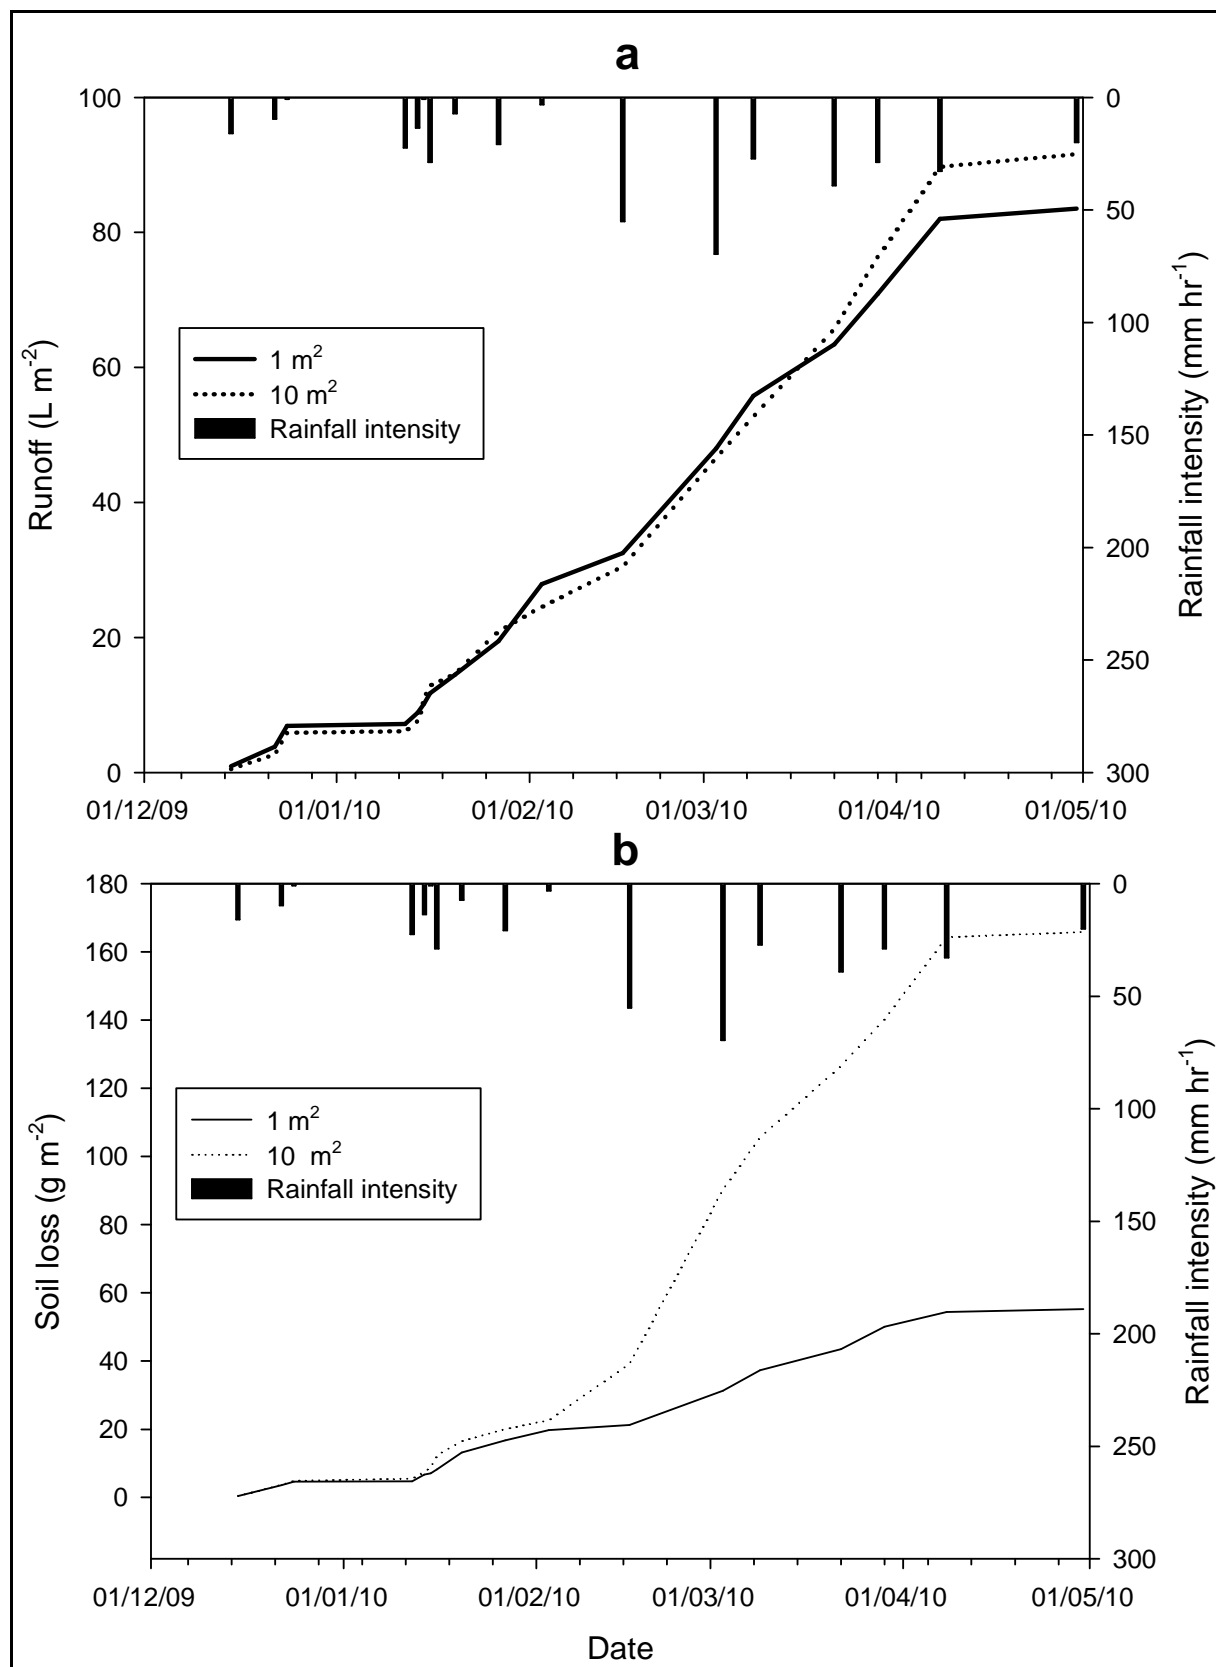 a
100
80
60
40
20
0
0
50
100
150
200
250
300
Runoff (L m⁻²)
Rainfall intensity (mm hr⁻¹)
1 m²
10 m²
Rainfall intensity
01/12/09 01/01/10 01/02/10 01/03/10 01/04/10 01/05/10
b
180
160
140
120
100
80
60
40
20
0
0
50
100
150
200
250
300
Soil loss (g m⁻²)
Rainfall intensity (mm hr⁻¹)
1 m²
10 m²
Rainfall intensity
01/12/09 01/01/10 01/02/10 01/03/10 01/04/10 01/05/10
Date